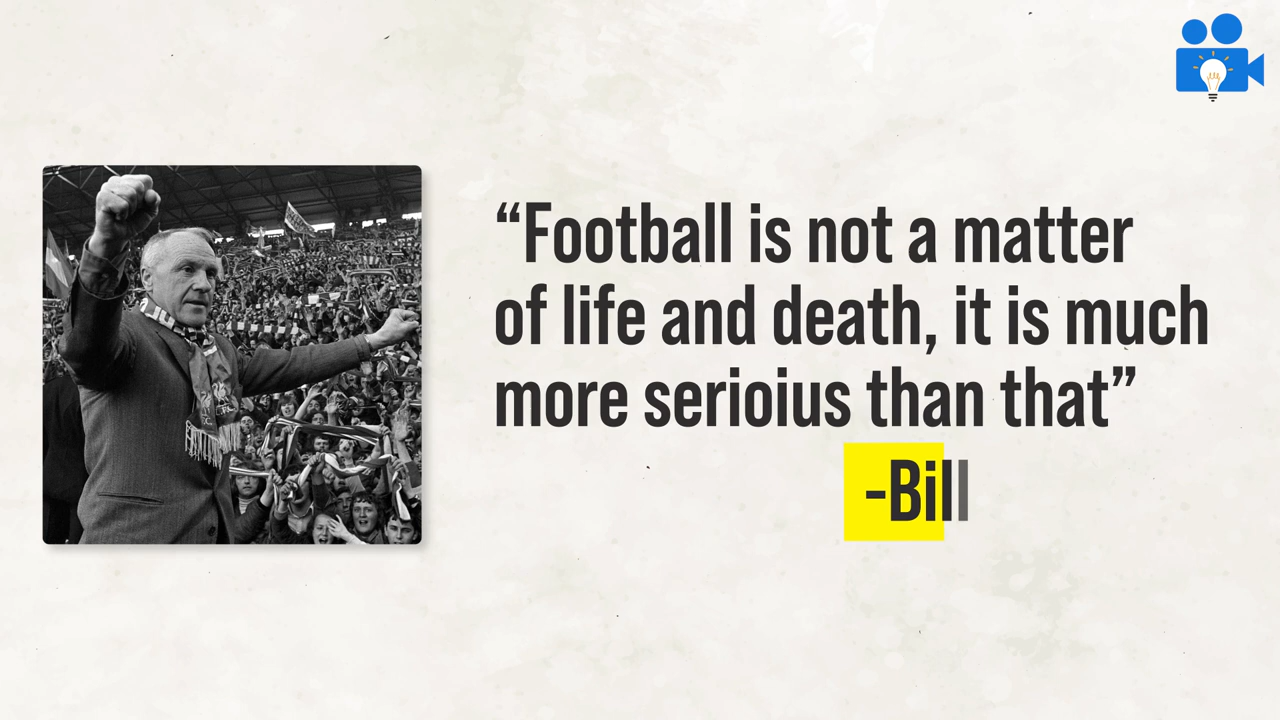 “Football is not a matter
of life and death, it is much
more serioius than that”
-Bill